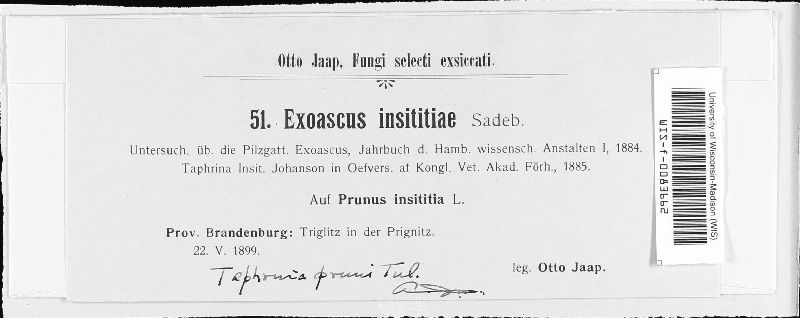 Otto Jaap, Fungi selecti exsiccati.
51. Exoascus insititiae Sadeb.
Untersuch. üb. die Pilzgatt. Exoascus, Jahrbuch d. Hamb. wissensch. Anstalten I, 1884.
Taphrina Insit. Johanson in Oefvers. af Kongl. Vet. Akad. Förh., 1885.
Auf Prunus insititia L.
Prov. Brandenburg: Triglitz in der Prignitz.
22. V. 1899.
leg. Otto Jaap.
Taphrinia pruni Tul.
University of Wisconsin-Madison (WIS)
WIS-f-0083962